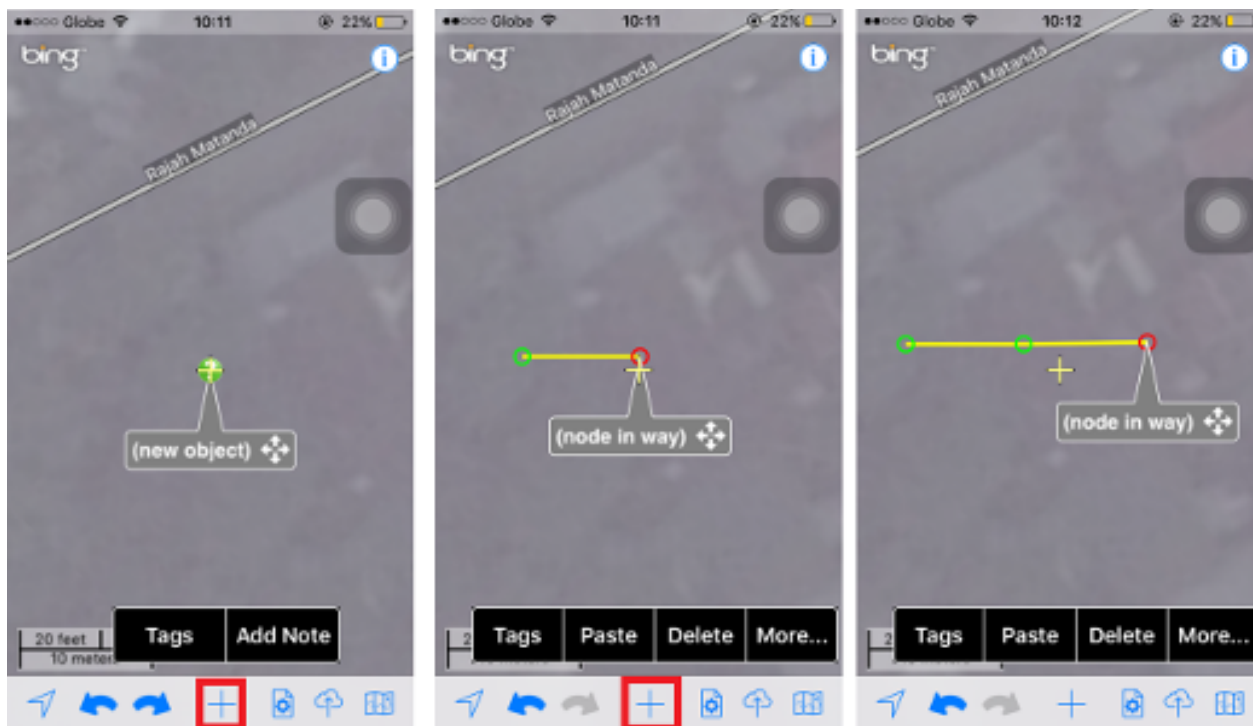 Globe 10:11 22%
bing
Rajah Matanda
(new object)
Tags Add Note
20 feet
10 meters
Globe 10:11 22%
bing
Rajah Matanda
(node in way)
Tags Paste Delete More...
2
Globe 10:12 22%
bing
Rajah Matanda
(node in way)
Tags Paste Delete More...
2